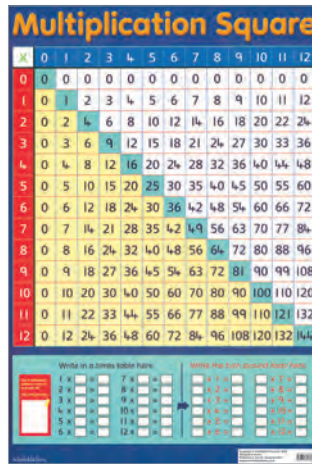 Multiplication Square
X 0 1 2 3 4 5 6 7 8 9 10 11 12
0 0 0 0 0 0 0 0 0 0 0 0 0 0
1 0 1 2 3 4 5 6 7 8 9 10 11 12
2 0 2 4 6 8 10 12 14 16 18 20 22 24
3 0 3 6 9 12 15 18 21 24 27 30 33 36
4 0 4 8 12 16 20 24 28 32 36 40 44 48
5 0 5 10 15 20 25 30 35 40 45 50 55 60
6 0 6 12 18 24 30 36 42 48 54 60 66 72
7 0 7 14 21 28 35 42 49 56 63 70 77 84
8 0 8 16 24 32 40 48 56 64 72 80 88 96
9 0 9 18 27 36 45 54 63 72 81 90 99 108
10 0 10 20 30 40 50 60 70 80 90 100 110 120
11 0 11 22 33 44 55 66 77 88 99 110 121 132
12 0 12 24 36 48 60 72 84 96 108 120 132 144
Write in a times table here
1 x = 7 x =
2 x = 8 x =
3 x = 9 x =
4 x = 10 x =
5 x = 11 x =
6 x = 12 x =